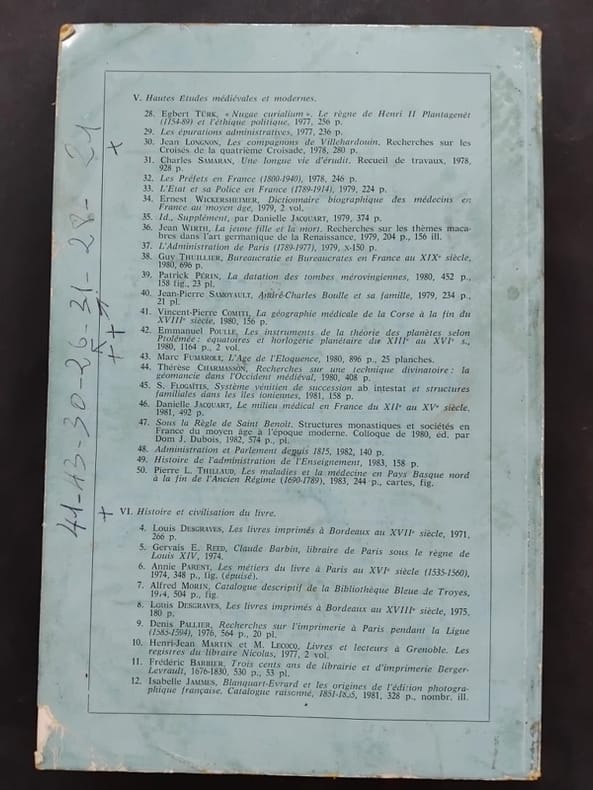 V. Hautes Etudes médiévales et modernes.
28. Egbert TÜRK, « Nugae curialium ». Le règne de Henri II Plantagenêt
(1154-89) et l'éthique politique, 1977, 256 p.
29. Les épurations administratives, 1977, 236 p.
30. Jean LONGNON, Les compagnons de Villehardouin. Recherches sur les
Croisés de la quatrième Croisade, 1978, 280 p.
31. Charles SAMARAN, Une longue vie d'érudit. Recueil de travaux, 1978,
928 p.
32. Les Préfets en France (1800-1940), 1978, 246 p.
33. L'Etat et sa Police en France (1789-1914), 1979, 224 p.
34. Ernest WICKERSHEIMER, Dictionnaire biographique des médecins en
France au moyen âge, 1979, 2 vol.
35. Id., Supplément, par Danielle JACQUART, 1979, 374 p.
36. Jean WIRTH, La jeune fille et la mort. Recherches sur les thèmes maca-
bres dans l'art germanique de la Renaissance, 1979, 204 p., 156 ill.
37. L'Administration de Paris (1789-1977), 1979, X-150 p.
38. Guy THUILLIER, Bureaucratie et Bureaucrates en France au XIXe siècle,
1980, 696 p.
39. Patrick PÉRIN, La datation des tombes mérovingiennes, 1980, 452 p.,
158 fig., 23 pl.
40. Jean-Pierre SAMOYAULT, André-Charles Boulle et sa famille, 1979, 234 p.,
21 pl.
41. Vincent-Pierre COMITI, La géographie médicale de la Corse à la fin du
XVIIIe siècle, 1980, 156 p.
42. Emmanuel POULLE, Les instruments de la théorie des planètes selon
Ptolémée : équatoires et horlogerie planétaire du XIIIe au XVIe s.,
1980, 1164 p., 2 vol.
43. Marc FUMAROLI, L'Age de l'Eloquence, 1980, 896 p., 25 planches.
44. Thérèse CHARMASSON, Recherches sur une technique divinatoire : la
géomancie dans l'Occident médiéval, 1980, 408 p.
45. S. FLOGAÏTIS, Système vénitien de succession ab intestat et structures
familiales dans les îles ioniennes, 1981, 158 p.
46. Danielle JACQUART, Le milieu médical en France du XIIe au XVe siècle,
1981, 492 p.
47. Sous la Règle de Saint Benoît. Structures monastiques et sociétés en
France du moyen âge à l'époque moderne. Colloque de 1980, éd. par
Dom J. Dubois, 1982, 574 p., pl.
48. Administration et Parlement depuis 1815, 1982, 140 p.
49. Histoire de l'administration de l'Enseignement, 1983, 158 p.
50. Pierre L. THILLAUD, Les maladies et la médecine en Pays Basque nord
à la fin de l'Ancien Régime (1690-1789), 1983, 244 p., cartes, fig.
VI. Histoire et civilisation du livre.
4. Louis DESGRAVES, Les livres imprimés à Bordeaux au XVIIe siècle, 1971,
266 p.
5. Gervais E. REED, Claude Barbin, libraire de Paris sous le règne de
Louis XIV, 1974.
6. Annie PARENT, Les métiers du livre à Paris au XVIe siècle (1535-1560),
1974, 348 p., fig. (épuisé).
7. Alfred MORIN, Catalogue descriptif de la Bibliothèque Bleue de Troyes,
1974, 504 p., fig.
8. Louis DESGRAVES, Les livres imprimés à Bordeaux au XVIIIe siècle, 1975,
180 p.
9. Denis PALLIER, Recherches sur l'imprimerie à Paris pendant la Ligue
(1585-1594), 1976, 564 p., 20 pl.
10. Henri-Jean MARTIN et M. LECOCQ, Livres et lecteurs à Grenoble. Les
registres du libraire Nicolas, 1977, 2 vol.
11. Frédéric BARBIER, Trois cents ans de librairie et d'imprimerie Berger-
Levrault, 1676-1830, 530 p., 53 pl.
12. Isabelle JAMMES, Blanquart-Evrard et les origines de l'édition photogra-
phique française. Catalogue raisonné, 1851-1855, 1981, 328 p., nombr. ill.
41-43-30-26-31-28-21